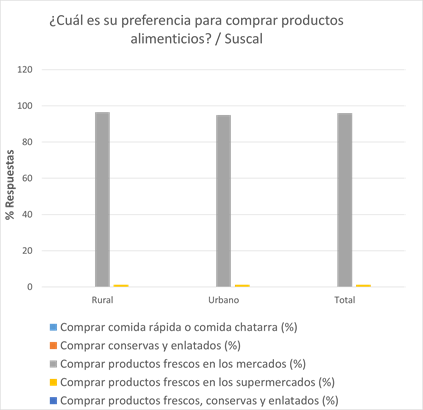 ¿Cuál es su preferencia para comprar productos
alimenticios? / Suscal
120
100
80
60
40
20
0
% Respuestas
Rural
Urbano
Total
Comprar comida rápida o comida chatarra (%)
Comprar conservas y enlatados (%)
Comprar productos frescos en los mercados (%)
Comprar productos frescos en los supermercados (%)
Comprar productos frescos, conservas y enlatados (%)